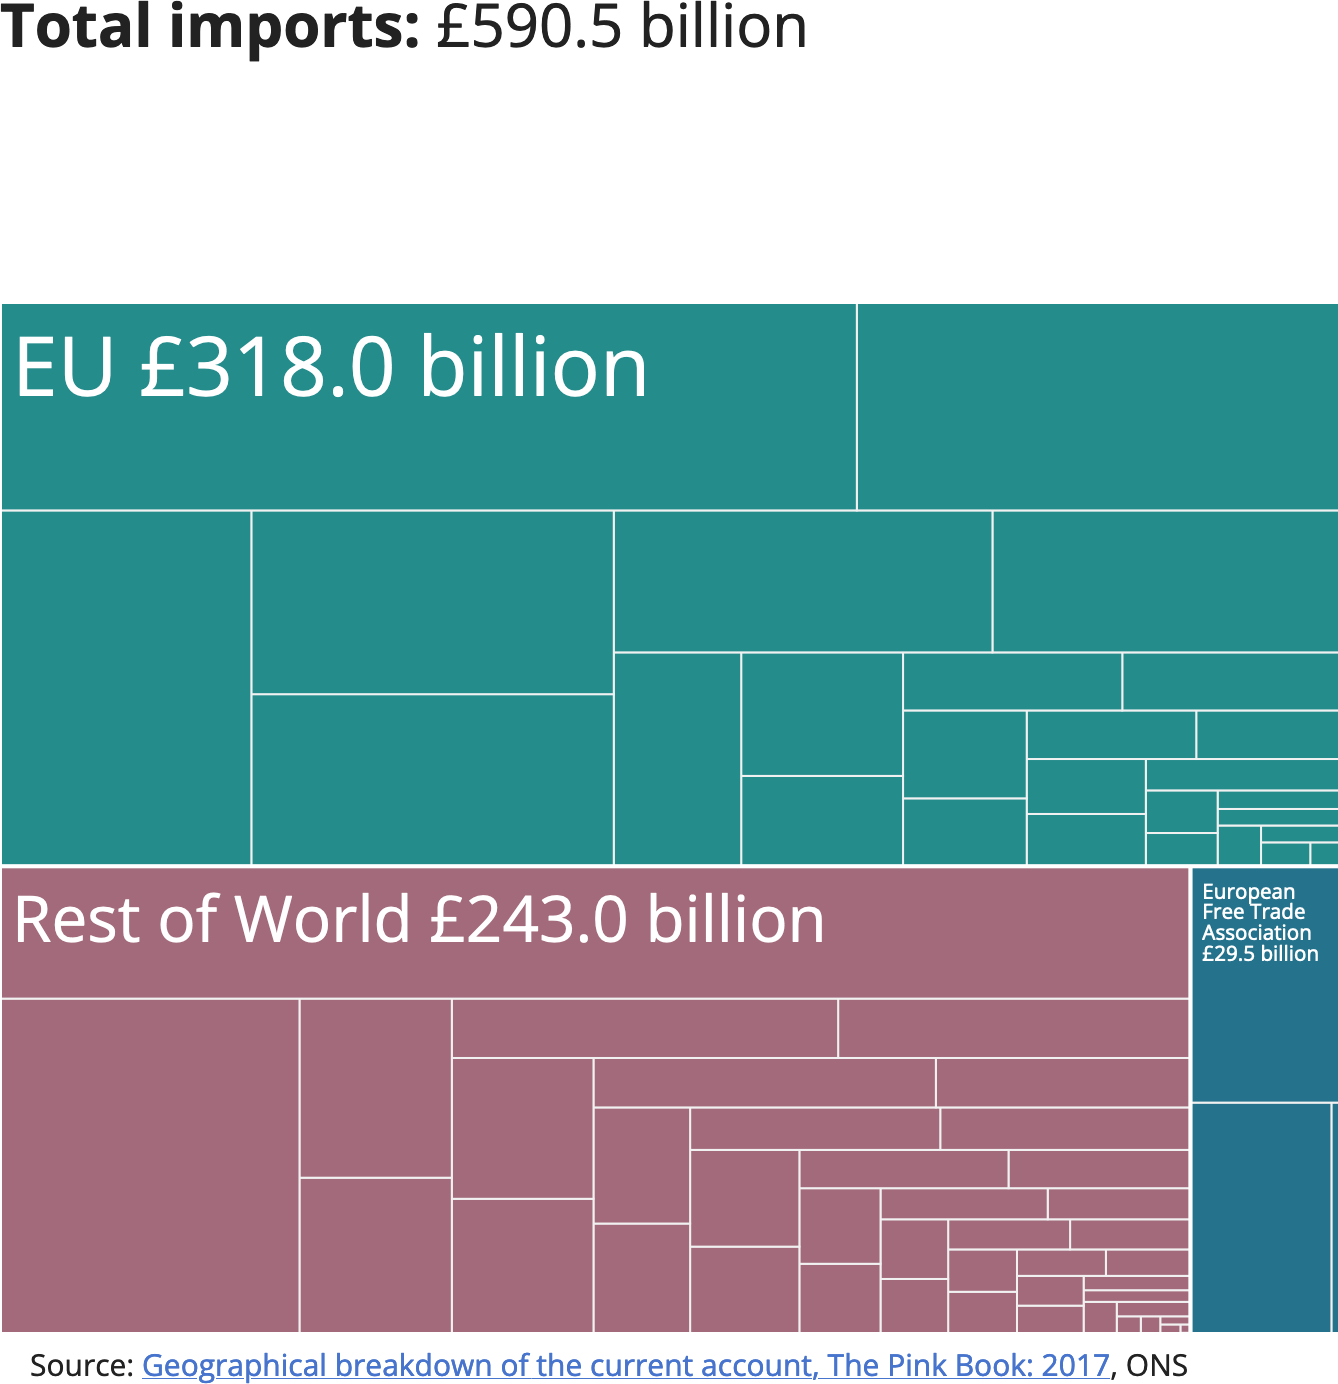 Total imports: £590.5 billion
EU £318.0 billion
Rest of World £243.0 billion
European
Free Trade
Association
£29.5 billion
Source: Geographical breakdown of the current account, The Pink Book: 2017, ONS